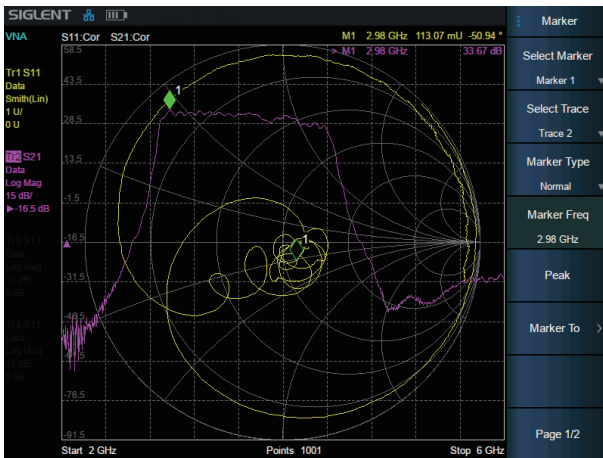 SIGLENT
VNA S11:Cor S21:Cor M1 2.98 GHz 113.07 mU -50.94 °
> M1 2.98 GHz 33.67 dB
Tr1 S11
Data
Smith(Lin)
1 U/
0 U
Tr2 S21
Data
Log Mag
15 dB/
▶-16.5 dB
58.5
43.5
28.5
13.5
-1.5
-16.5
-31.5
-76.5
-91.5
1
1
Start 2 GHz Points 1001 Stop 6 GHz
Marker
Select Marker
Marker 1
Select Trace
Trace 2
Marker Type
Normal
Marker Freq
2.98 GHz
Peak
Marker To >
Page 1/2